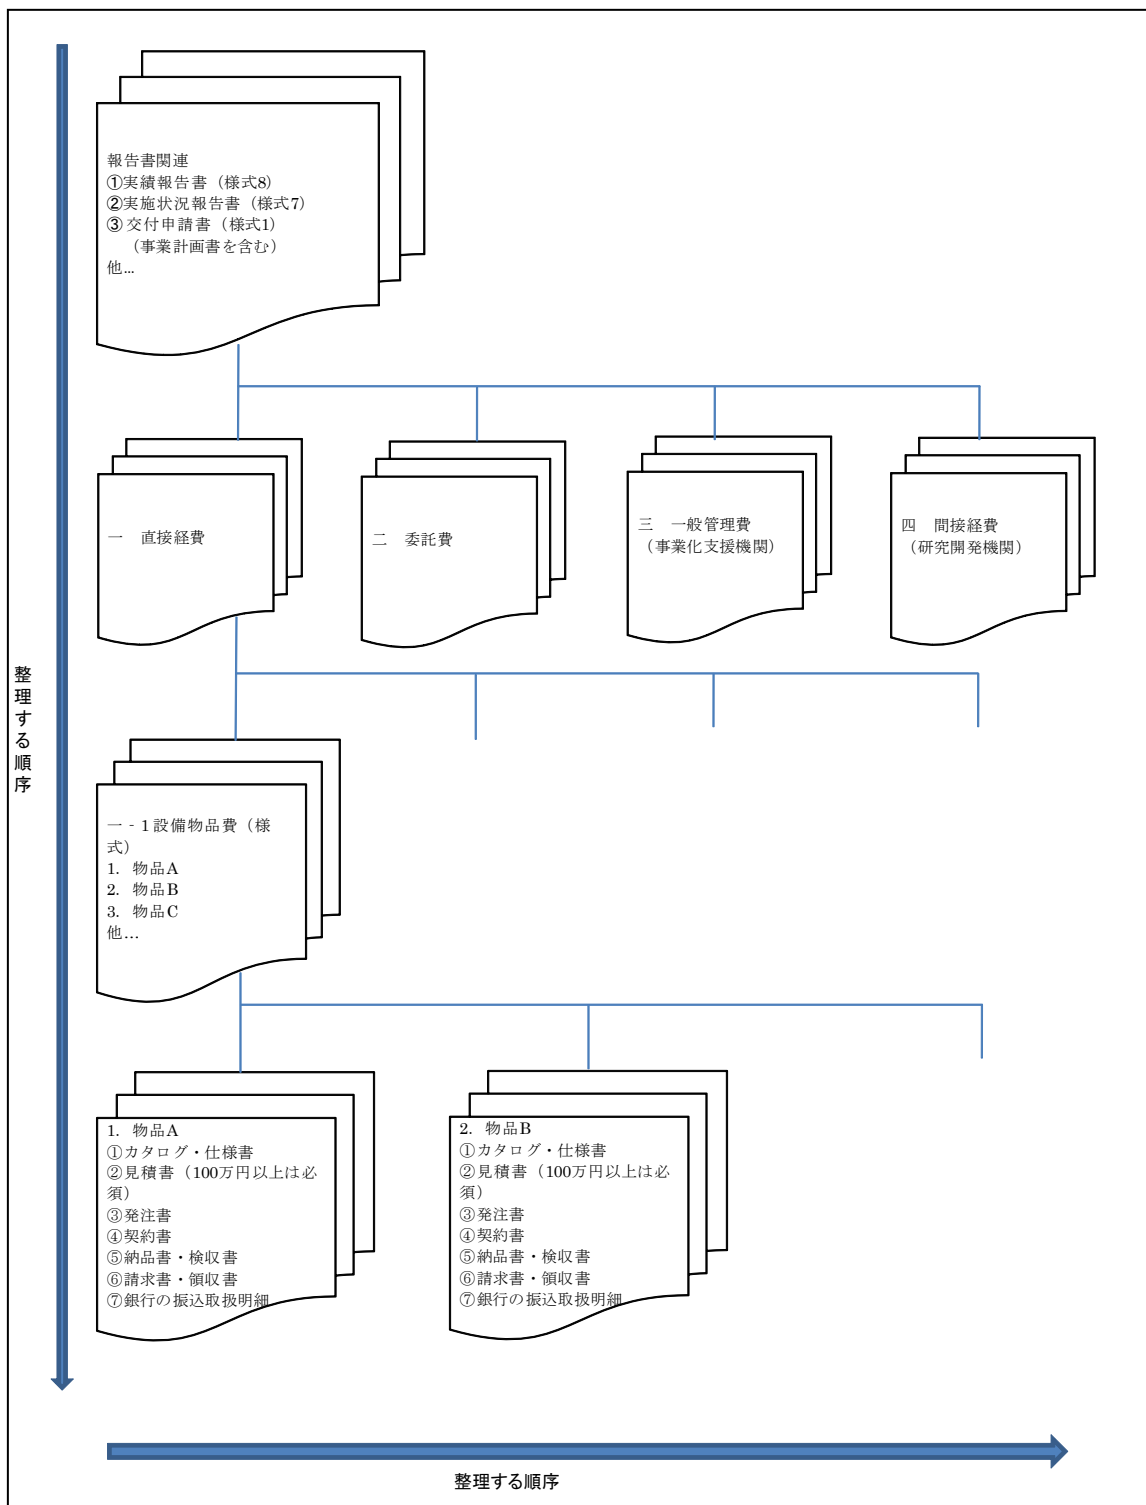 報告書関連
①実績報告書（様式8）
②実施状況報告書（様式7）
③交付申請書（様式1）
（事業計画書を含む）
他…
一　直接経費
二　委託費
三　一般管理費
（事業化支援機関）
四　間接経費
（研究開発機関）
整理する順序
一 - 1設備物品費（様
式）
1. 物品A
2. 物品B
3. 物品C
他…
1. 物品A
①カタログ・仕様書
②見積書（100万円以上は必
須）
③発注書
④契約書
⑤納品書・検収書
⑥請求書・領収書
⑦銀行の振込取扱明細
2. 物品B
①カタログ・仕様書
②見積書（100万円以上は必
須）
③発注書
④契約書
⑤納品書・検収書
⑥請求書・領収書
⑦銀行の振込取扱明細
整理する順序